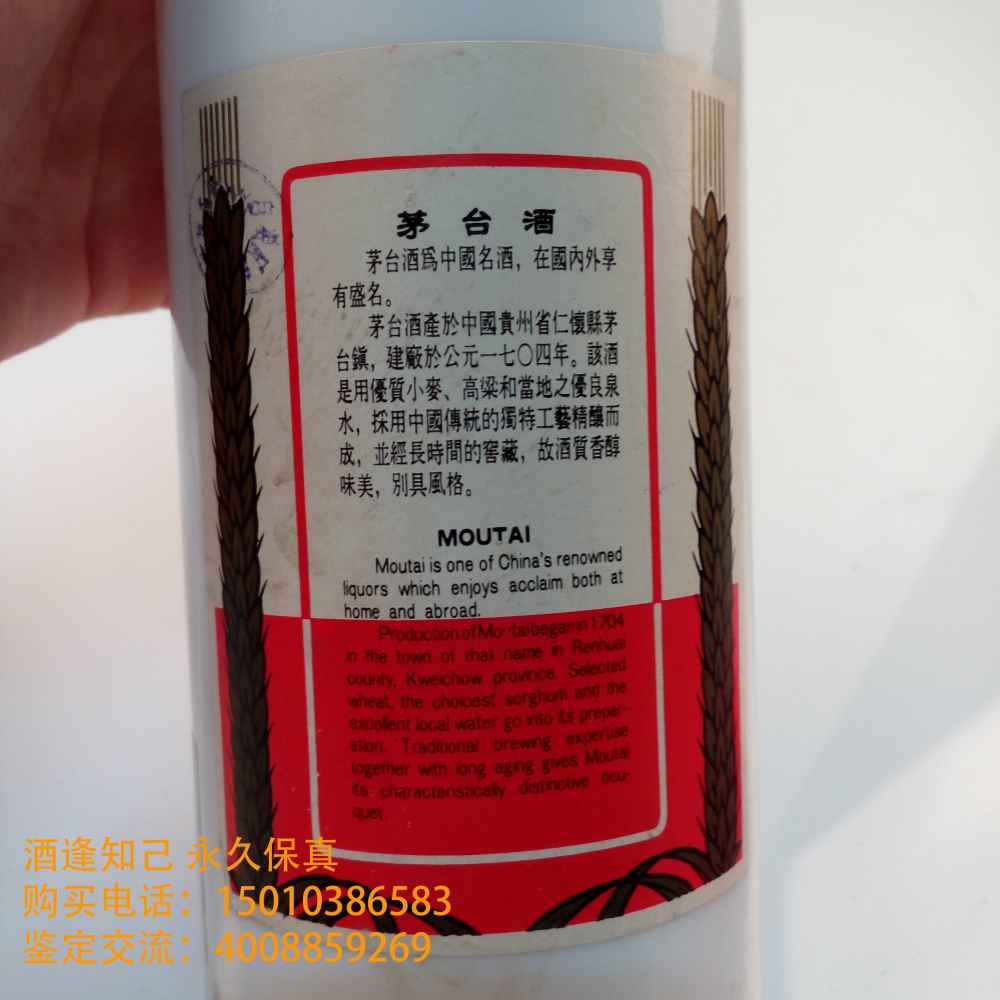 茅台酒
茅台酒爲中國名酒，在國內外享
有盛名。
茅台酒產於中國貴州省仁懷縣茅
台鎮，建廠於公元一七〇四年。該酒
是用優質小麥、高粱和當地之優良泉
水，採用中國傳統的獨特工藝精釀而
成，並經長時間的窖藏，故酒質香醇
味美，別具風格。
MOUTAI
Moutai is one of China's renowned
liquors which enjoys acclaim both at
home and abroad.
Production of Mo tai began in 1704
in the town of that name in Renhuai
county, Kweichow province. Selected
wheat, the choicest sorghum and the
excellent local water go into its prepar-
ation. Traditional brewing expertise
together with long aging gives Moutai
its characteristically distinctive bou-
quet.
酒逢知己 永久保真
购买电话：15010386583
鉴定交流：4008859269